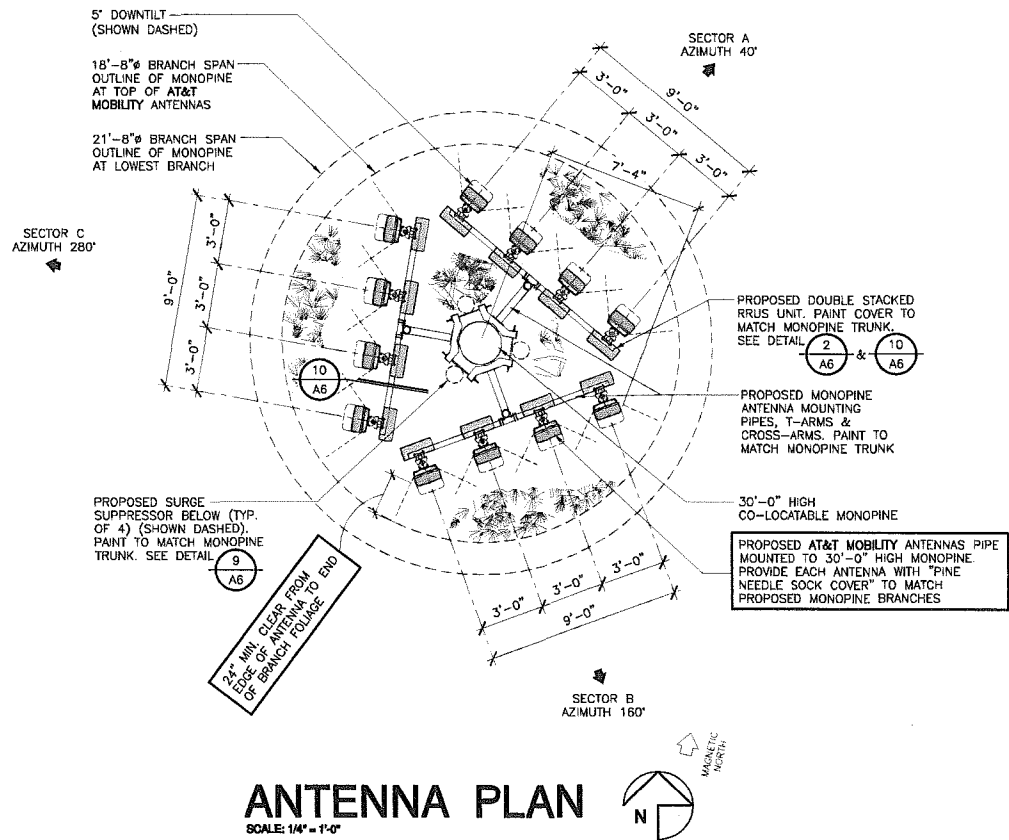 5° DOWNTILT
(SHOWN DASHED)
18'-8"ø BRANCH SPAN
OUTLINE OF MONOPINE
AT TOP OF AT&T
MOBILITY ANTENNAS
21'-8"ø BRANCH SPAN
OUTLINE OF MONOPINE
AT LOWEST BRANCH
SECTOR A
AZIMUTH 40°
9'-0"
3'-0"
3'-0"
3'-0"
7'-4"
SECTOR C
AZIMUTH 280°
9'-0"
3'-0"
3'-0"
3'-0"
PROPOSED DOUBLE STACKED
RRUS UNIT. PAINT COVER TO
MATCH MONOPINE TRUNK.
SEE DETAIL 2 A6 & 10 A6
10
A6
PROPOSED MONOPINE
ANTENNA MOUNTING
PIPES, T-ARMS &
CROSS-ARMS. PAINT TO
MATCH MONOPINE TRUNK
PROPOSED SURGE
SUPPRESSOR BELOW (TYP.
OF 4) (SHOWN DASHED).
PAINT TO MATCH MONOPINE
TRUNK. SEE DETAIL 9 A6
30'-0" HIGH
CO-LOCATABLE MONOPINE
PROPOSED AT&T MOBILITY ANTENNAS PIPE
MOUNTED TO 30'-0" HIGH MONOPINE.
PROVIDE EACH ANTENNA WITH "PINE
NEEDLE SOCK COVER" TO MATCH
PROPOSED MONOPINE BRANCHES
24" MIN. CLEAR FROM
EDGE OF ANTENNA TO END
OF BRANCH FOLIAGE
3'-0"
3'-0"
3'-0"
9'-0"
SECTOR B
AZIMUTH 160°
MAGNETIC
NORTH
N
ANTENNA PLAN
SCALE: 1/4" = 1'-0"